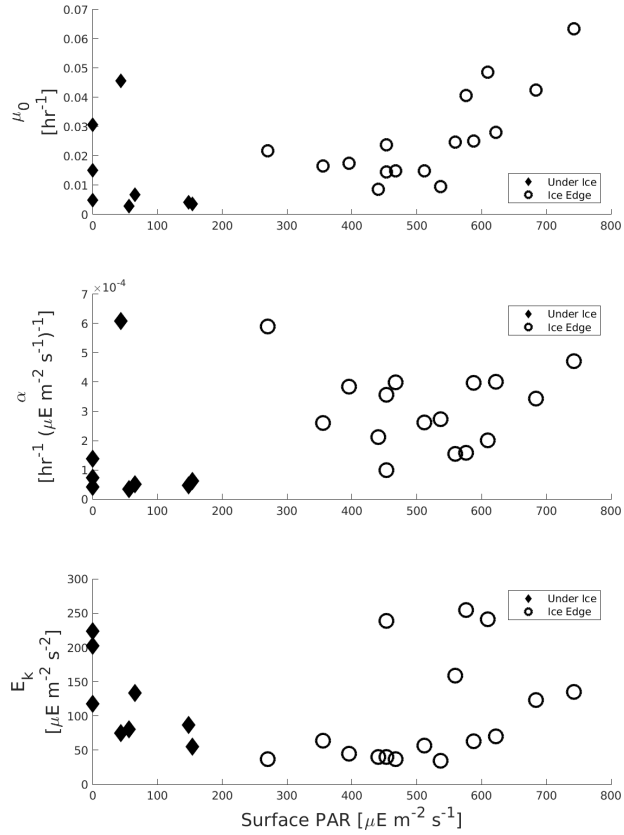 0.07
0.06
0.05
0.04
0.03
0.02
0.01
0
μ0
[hr-1]
Under Ice
Ice Edge
0 100 200 300 400 500 600 700 800
×10-4
7
6
5
4
3
2
1
0
α
[hr-1 (μE m-2 s-1)-1]
Under Ice
Ice Edge
0 100 200 300 400 500 600 700 800
300
250
200
150
100
50
0
Ek
[μE m-2 s-2]
Under Ice
Ice Edge
0 100 200 300 400 500 600 700 800
Surface PAR [μE m-2 s-1]